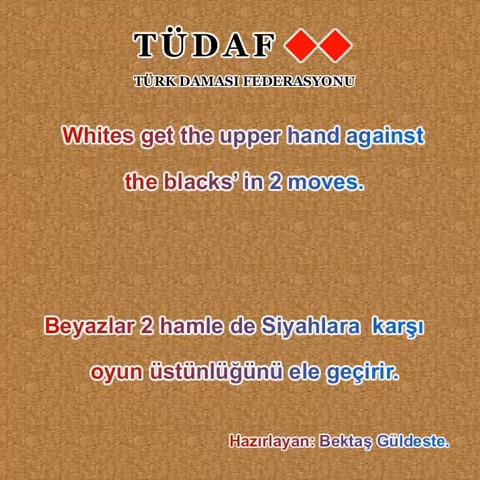 TÜDAF
TÜRK DAMASI FEDERASYONU
Whites get the upper hand against
the blacks’ in 2 moves.
Beyazlar 2 hamle de Siyahlara karşı
oyun üstünlüğünü ele geçirir.
Hazırlayan: Bektaş Güldeste.